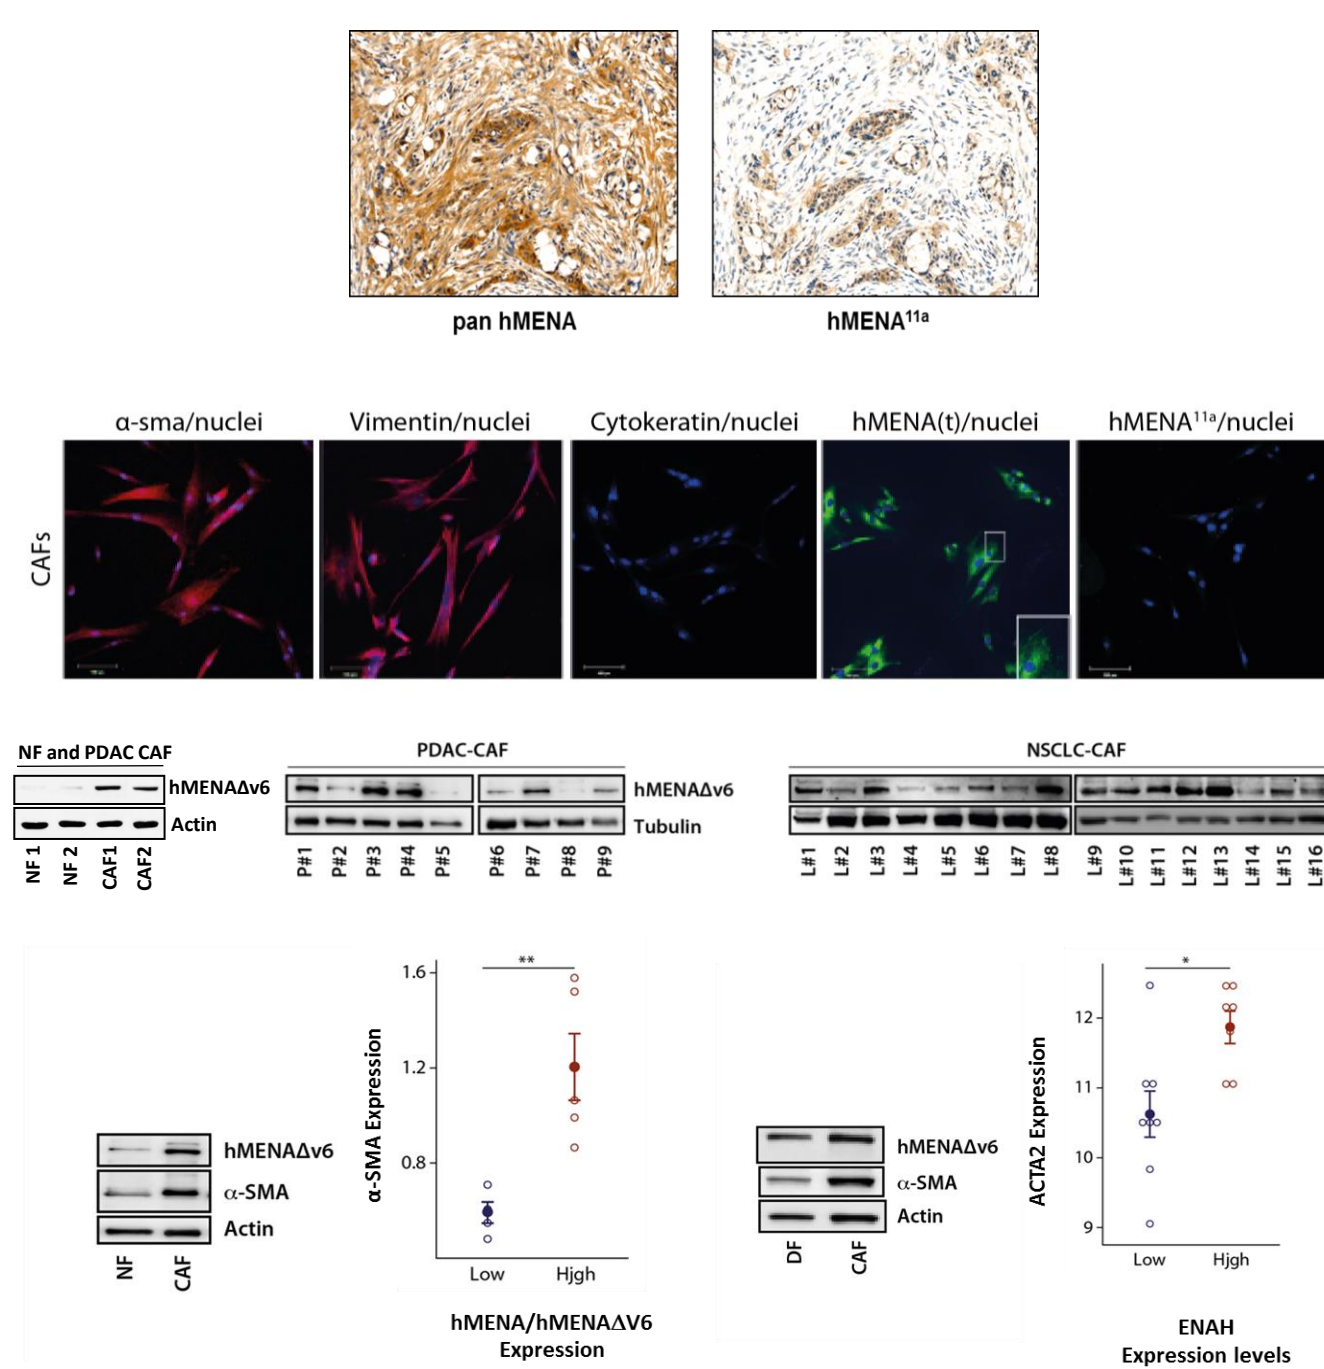 pan hMENA
hMENA¹¹ᵃ
α-sma/nuclei
Vimentin/nuclei
Cytokeratin/nuclei
hMENA(t)/nuclei
hMENA¹¹ᵃ/nuclei
CAFs
NF and PDAC CAF
hMENAΔv6
Actin
NF 1
NF 2
CAF1
CAF2
PDAC-CAF
hMENAΔv6
Tubulin
P#1
P#2
P#3
P#4
P#5
P#6
P#7
P#8
P#9
NSCLC-CAF
L#1
L#2
L#3
L#4
L#5
L#6
L#7
L#8
L#9
L#10
L#11
L#12
L#13
L#14
L#15
L#16
hMENAΔv6
α-SMA
Actin
NF
CAF
α-SMA Expression
1.6
1.2
0.8
**
Low
Hjgh
hMENA/hMENAΔV6
Expression
hMENAΔv6
α-SMA
Actin
DF
CAF
ACTA2 Expression
12
11
10
9
*
Low
Hjgh
ENAH
Expression levels